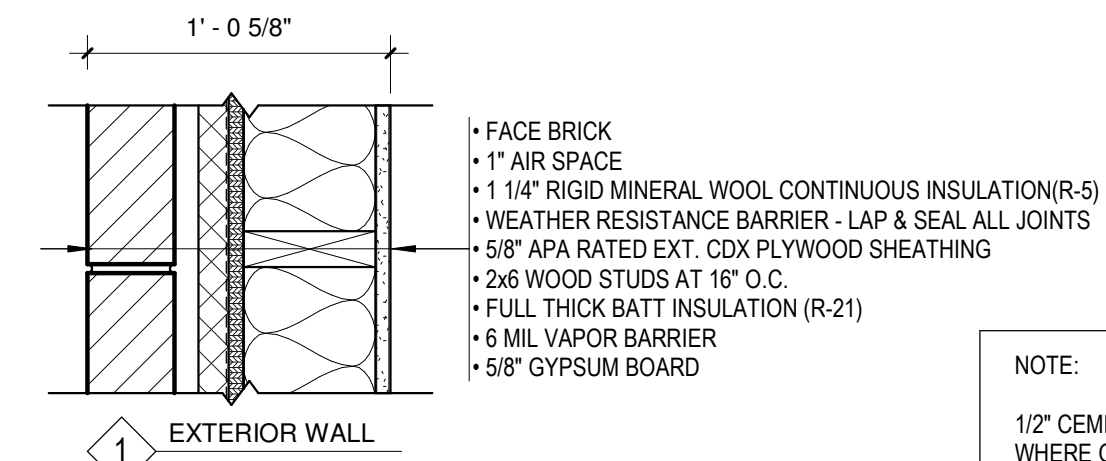 1' - 0 5/8"
• FACE BRICK
• 1" AIR SPACE
• 1 1/4" RIGID MINERAL WOOL CONTINUOUS INSULATION(R-5)
• WEATHER RESISTANCE BARRIER - LAP & SEAL ALL JOINTS
• 5/8" APA RATED EXT. CDX PLYWOOD SHEATHING
• 2x6 WOOD STUDS AT 16" O.C.
• FULL THICK BATT INSULATION (R-21)
• 6 MIL VAPOR BARRIER
• 5/8" GYPSUM BOARD
1 EXTERIOR WALL
NOTE:
1/2"
WHERE